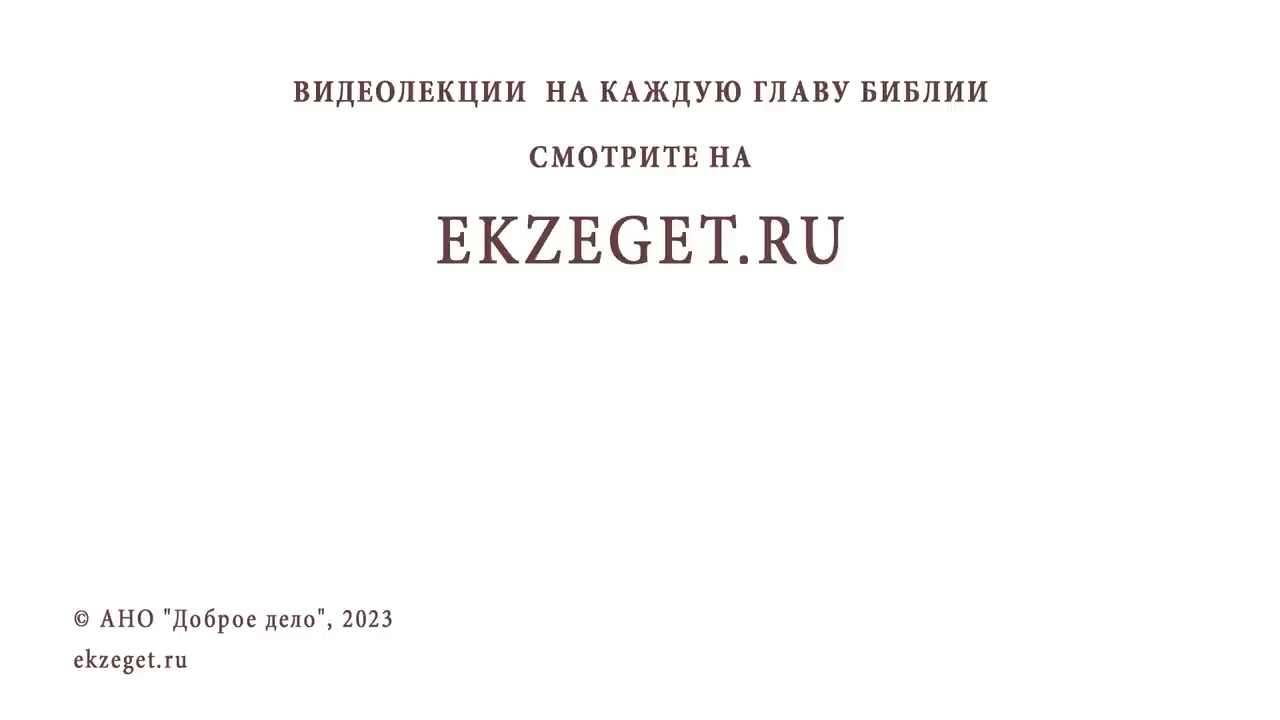 ВИДЕОЛЕКЦИИ НА КАЖДУЮ ГЛАВУ БИБЛИИ
СМОТРИТЕ НА
EKZEGET.RU
© АНО "Доброе дело", 2023
ekzeget.ru